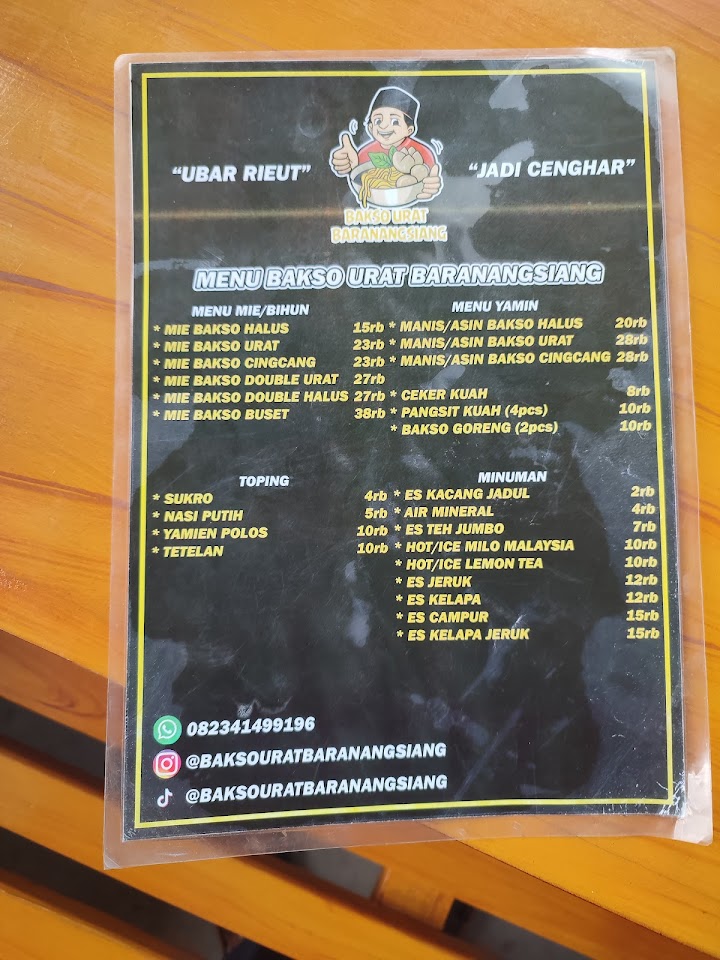 "UBAR RIEUT"
"JADI CENGHAR"
BAKSO URAT
BARANANGSIANG
MENU BAKSO URAT BARANANGSIANG
MENU MIE/BIHUN
* MIE BAKSO HALUS 15rb
* MIE BAKSO URAT 23rb
* MIE BAKSO CINGCANG 23rb
* MIE BAKSO DOUBLE URAT 27rb
* MIE BAKSO DOUBLE HALUS 27rb
* MIE BAKSO BUSET 38rb
MENU YAMIN
* MANIS/ASIN BAKSO HALUS 20rb
* MANIS/ASIN BAKSO URAT 28rb
* MANIS/ASIN BAKSO CINGCANG 28rb
* CEKER KUAH 8rb
* PANGSIT KUAH (4pcs) 10rb
* BAKSO GORENG (2pcs) 10rb
TOPING
* SUKRO 4rb
* NASI PUTIH 5rb
* YAMIEN POLOS 10rb
* TETELAN 10rb
MINUMAN
* ES KACANG JADUL 2rb
* AIR MINERAL 4rb
* ES TEH JUMBO 7rb
* HOT/ICE MILO MALAYSIA 10rb
* HOT/ICE LEMON TEA 10rb
* ES JERUK 12rb
* ES KELAPA 12rb
* ES CAMPUR 15rb
* ES KELAPA JERUK 15rb
082341499196
@BAKSOURATBARANANGSIANG
@BAKSOURATBARANANGSIANG